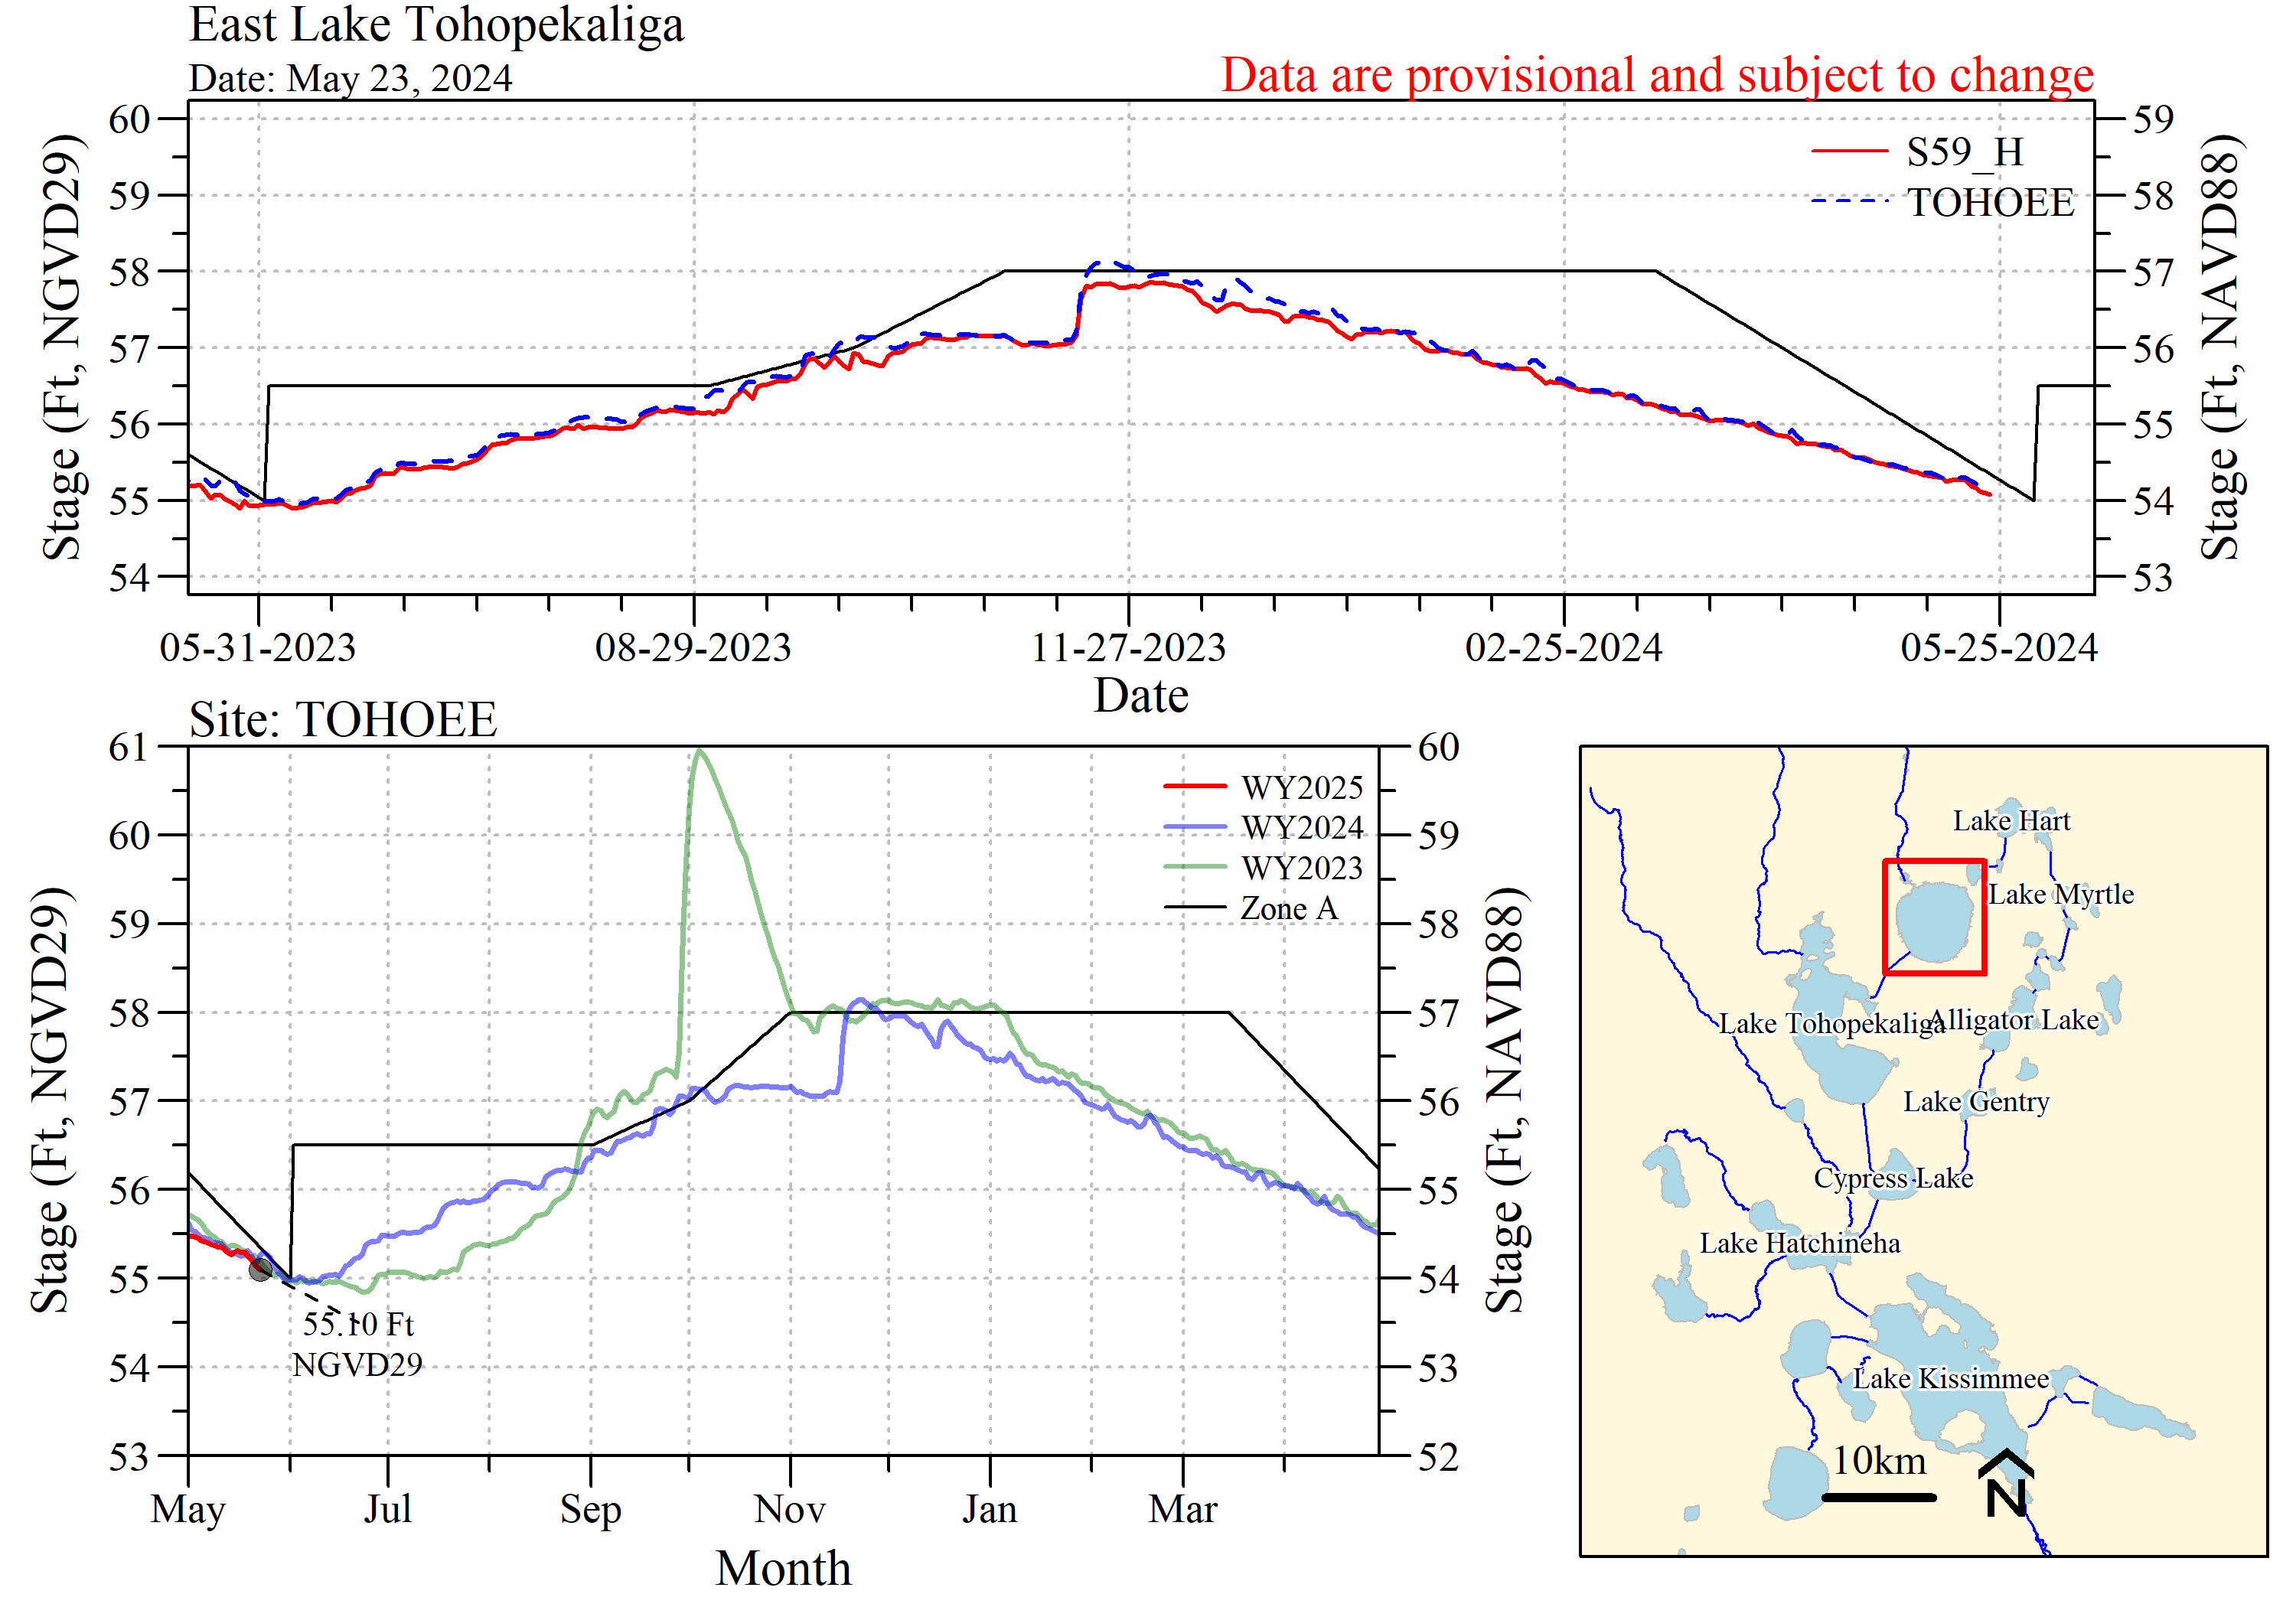 East Lake Tohopekaliga
Date: May 23, 2024
Data are provisional and subject to change
Stage (Ft, NGVD29)
60
59
58
57
56
55
54
S59_H
TOHOEE
59
58
57
56
55
54
53
Stage (Ft, NAVD88)
05-31-2023 08-29-2023 11-27-2023 02-25-2024 05-25-2024
Date
Site: TOHOEE
Stage (Ft, NGVD29)
61
60
59
58
57
56
55
54
53
WY2025
WY2024
WY2023
Zone A
55.10 Ft
NGVD29
60
59
58
57
56
55
54
53
52
Stage (Ft, NAVD88)
May Jul Sep Nov Jan Mar
Month
Lake Hart
Lake Myrtle
Lake Tohopekaliga
Alligator Lake
Lake Gentry
Cypress Lake
Lake Hatchineha
Lake Kissimmee
10km
N